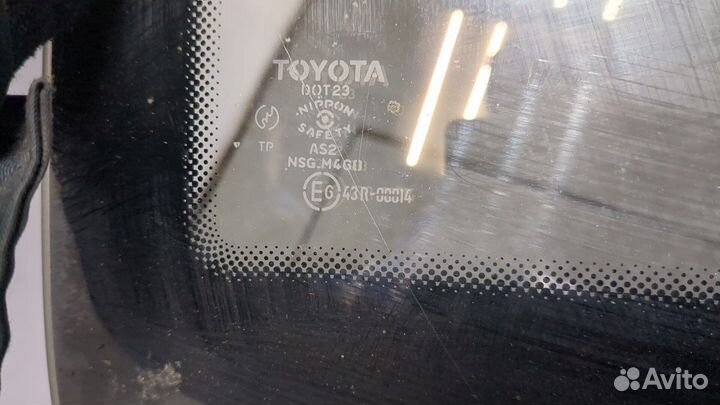 TOYOTA
DOT23
NIPPON
SAFETY
TP
AS2
NSG M4GB
E6 43R-00014
Avito